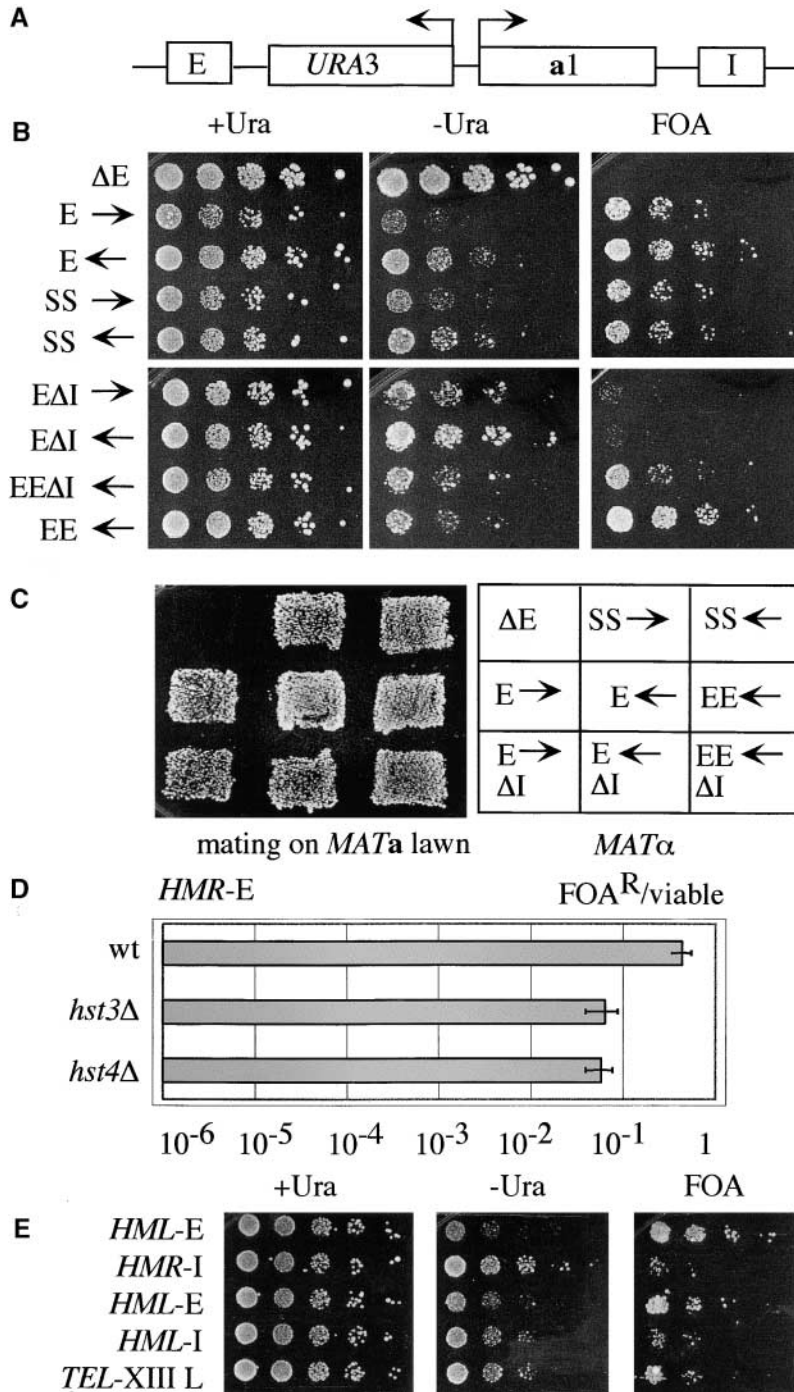 A
E URA3 a1 I
B
+Ura -Ura FOA
ΔE
E →
E ←
SS →
SS ←
EΔI →
EΔI ←
EEΔI ←
EE ←
C
ΔE SS → SS ←
E → E ← EE ←
E → ΔI E ← ΔI EE ← ΔI
mating on MATa lawn MATα
D
HMR-E FOA^R/viable
wt
hst3Δ
hst4Δ
10^-6 10^-5 10^-4 10^-3 10^-2 10^-1 1
+Ura -Ura FOA
E
HML-E
HMR-I
HML-E
HML-I
TEL-XIII L